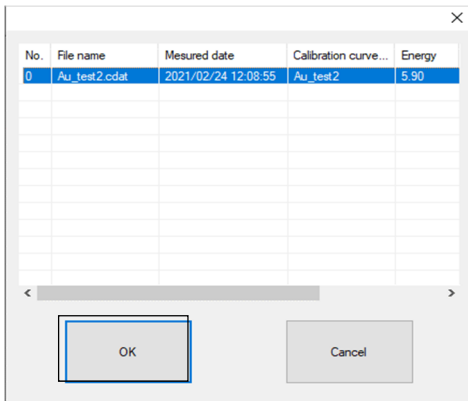 No. File name Mesured date Calibration curve... Energy
0 Au_test2.cdat 2021/02/24 12:08:55 Au_test2 5.90
OK Cancel